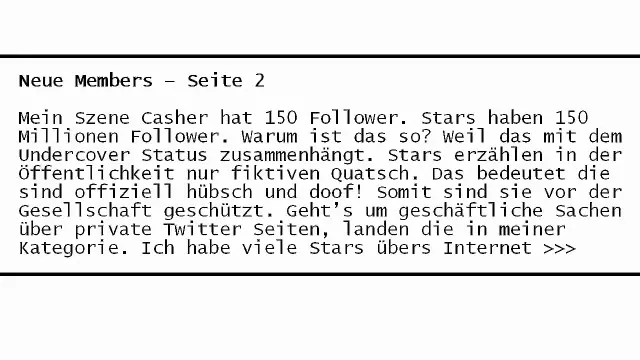 Neue Members – Seite 2
Mein Szene Casher hat 150 Follower. Stars haben 150
Millionen Follower. Warum ist das so? Weil das mit dem
Undercover Status zusammenhängt. Stars erzählen in der
Öffentlichkeit nur fiktiven Quatsch. Das bedeutet die
sind offiziell hübsch und doof! Somit sind sie vor der
Gesellschaft geschützt. Geht's um geschäftliche Sachen
über private Twitter Seiten, landen die in meiner
Kategorie. Ich habe viele Stars übers Internet >>>